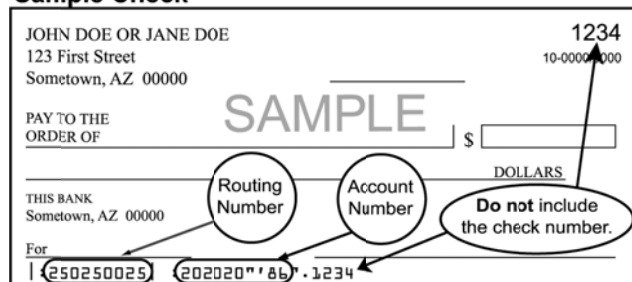 Sample Check
JOHN DOE OR JANE DOE
1234
123 First Street
10-0000
000
Sometown, AZ 00000
SAMPLE
PAY TO THE
ORDER OF
$
DOLLARS
Routing
Number
Account
Number
Do not include
the check number.
THIS BANK
Sometown, AZ 00000
For
250250025
202020"'86".1234